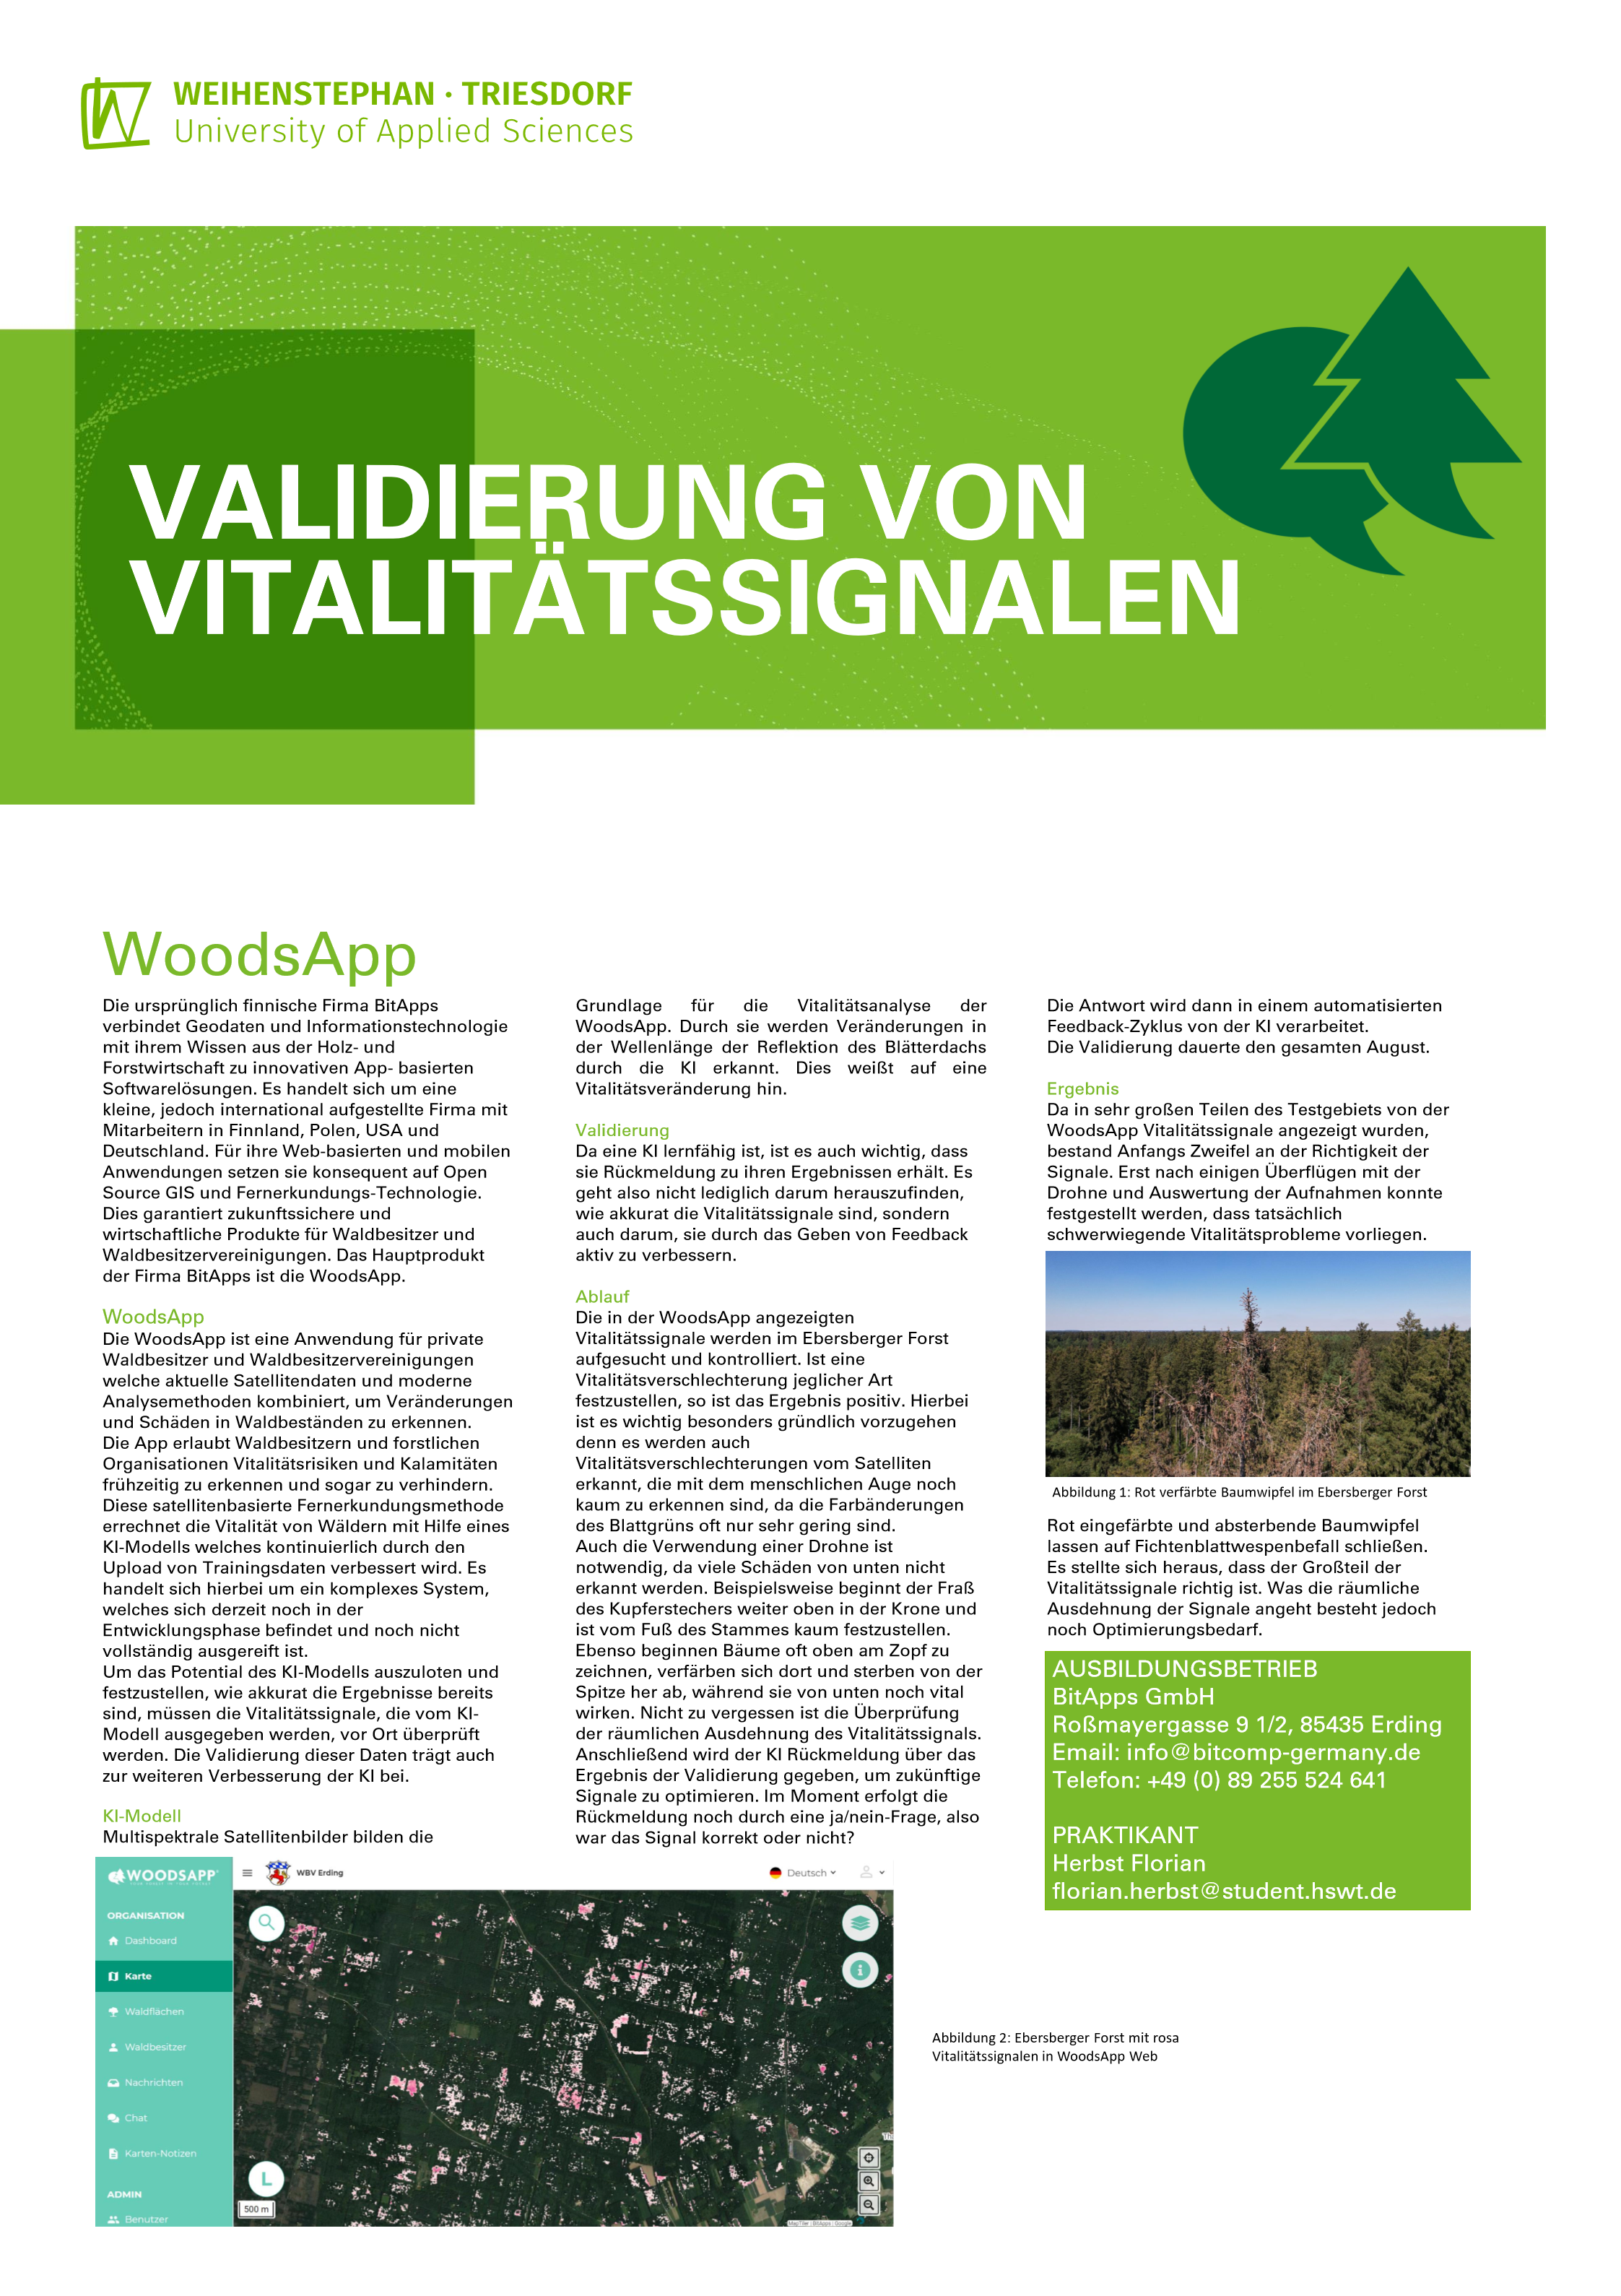 WEIHENSTEPHAN · TRIESDORF
University of Applied Sciences
VALIDIERUNG VON
VITALITÄTSSIGNALEN
WoodsApp
Die ursprünglich finnische Firma BitApps
verbindet Geodaten und Informationstechnologie
mit ihrem Wissen aus der Holz- und
Forstwirtschaft zu innovativen App- basierten
Softwarelösungen. Es handelt sich um eine
kleine, jedoch international aufgestellte Firma mit
Mitarbeitern in Finnland, Polen, USA und
Deutschland. Für ihre Web-basierten und mobilen
Anwendungen setzen sie konsequent auf Open
Source GIS und Fernerkundungs-Technologie.
Dies garantiert zukunftssichere und
wirtschaftliche Produkte für Waldbesitzer und
Waldbesitzervereinigungen. Das Hauptprodukt
der Firma BitApps ist die WoodsApp.
WoodsApp
Die WoodsApp ist eine Anwendung für private
Waldbesitzer und Waldbesitzervereinigungen
welche aktuelle Satellitendaten und moderne
Analysemethoden kombiniert, um Veränderungen
und Schäden in Waldbeständen zu erkennen.
Die App erlaubt Waldbesitzern und forstlichen
Organisationen Vitalitätsrisiken und Kalamitäten
frühzeitig zu erkennen und sogar zu verhindern.
Diese satellitenbasierte Fernerkundungsmethode
errechnet die Vitalität von Wäldern mit Hilfe eines
KI-Modells welches kontinuierlich durch den
Upload von Trainingsdaten verbessert wird. Es
handelt sich hierbei um ein komplexes System,
welches sich derzeit noch in der
Entwicklungsphase befindet und noch nicht
vollständig ausgereift ist.
Um das Potential des KI-Modells auszuloten und
festzustellen, wie akkurat die Ergebnisse bereits
sind, müssen die Vitalitätssignale, die vom KI-
Modell ausgegeben werden, vor Ort überprüft
werden. Die Validierung dieser Daten trägt auch
zur weiteren Verbesserung der KI bei.
KI-Modell
Multispektrale Satellitenbilder bilden die
Grundlage für die Vitalitätsanalyse der
WoodsApp. Durch sie werden Veränderungen in
der Wellenlänge der Reflektion des Blätterdachs
durch die KI erkannt. Dies weißt auf eine
Vitalitätsveränderung hin.
Validierung
Da eine KI lernfähig ist, ist es auch wichtig, dass
sie Rückmeldung zu ihren Ergebnissen erhält. Es
geht also nicht lediglich darum herauszufinden,
wie akkurat die Vitalitätssignale sind, sondern
auch darum, sie durch das Geben von Feedback
aktiv zu verbessern.
Ablauf
Die in der WoodsApp angezeigten
Vitalitätssignale werden im Ebersberger Forst
aufgesucht und kontrolliert. Ist eine
Vitalitätsverschlechterung jeglicher Art
festzustellen, so ist das Ergebnis positiv. Hierbei
ist es wichtig besonders gründlich vorzugehen
denn es werden auch
Vitalitätsverschlechterungen vom Satelliten
erkannt, die mit dem menschlichen Auge noch
kaum zu erkennen sind, da die Farbänderungen
des Blattgrüns oft nur sehr gering sind.
Auch die Verwendung einer Drohne ist
notwendig, da viele Schäden von unten nicht
erkannt werden. Beispielsweise beginnt der Fraß
des Kupferstechers weiter oben in der Krone und
ist vom Fuß des Stammes kaum festzustellen.
Ebenso beginnen Bäume oft oben am Zopf zu
zeichnen, verfärben sich dort und sterben von der
Spitze her ab, während sie von unten noch vital
wirken. Nicht zu vergessen ist die Überprüfung
der räumlichen Ausdehnung des Vitalitätssignals.
Anschließend wird der KI Rückmeldung über das
Ergebnis der Validierung gegeben, um zukünftige
Signale zu optimieren. Im Moment erfolgt die
Rückmeldung noch durch eine ja/nein-Frage, also
war das Signal korrekt oder nicht?
Die Antwort wird dann in einem automatisierten
Feedback-Zyklus von der KI verarbeitet.
Die Validierung dauerte den gesamten August.
Ergebnis
Da in sehr großen Teilen des Testgebiets von der
WoodsApp Vitalitätssignale angezeigt wurden,
bestand Anfangs Zweifel an der Richtigkeit der
Signale. Erst nach einigen Überflügen mit der
Drohne und Auswertung der Aufnahmen konnte
festgestellt werden, dass tatsächlich
schwerwiegende Vitalitätsprobleme vorliegen.
Abbildung 1: Rot verfärbte Baumwipfel im Ebersberger Forst
Rot eingefärbte und absterbende Baumwipfel
lassen auf Fichtenblattwespenbefall schließen.
Es stellte sich heraus, dass der Großteil der
Vitalitätssignale richtig ist. Was die räumliche
Ausdehnung der Signale angeht besteht jedoch
noch Optimierungsbedarf.
AUSBILDUNGSBETRIEB
BitApps GmbH
Roßmayergasse 9 1/2, 85435 Erding
Email: info@bitcomp-germany.de
Telefon: +49 (0) 89 255 524 641
PRAKTIKANT
Herbst Florian
florian.herbst@student.hswt.de
WOODSAPP
WBV Erding
Deutsch
ORGANISATION
Dashboard
Karte
Waldflächen
Waldbesitzer
Nachrichten
Chat
Karten-Notizen
ADMIN
Benutzer
L
500 m
MapTiler | BitApps | Google
Abbildung 2: Ebersberger Forst mit rosa
Vitalitätssignalen in WoodsApp Web